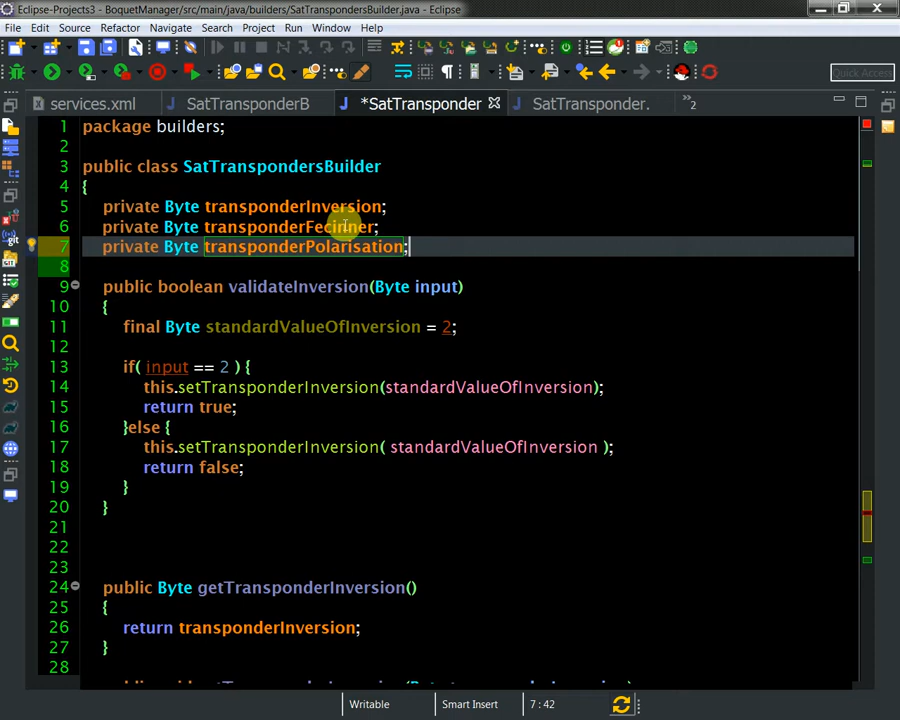 Eclipse-Projects3 - BoquetManager/src/main/java/builders/SatTranspondersBuilder.java - Eclipse
File Edit Source Refactor Navigate Search Project Run Window Help
Quick Access
services.xml SatTransponderB *SatTransponder SatTransponder. »2
1 package builders;
2
3 public class SatTranspondersBuilder
4 {
5 private Byte transponderInversion;
6 private Byte transponderFecinner;
7 private Byte transponderPolarisation;
8
9 public boolean validateInversion(Byte input)
10 {
11 final Byte standardValueOfInversion = 2;
12
13 if( input == 2 ) {
14 this.setTransponderInversion(standardValueOfInversion);
15 return true;
16 }else {
17 this.setTransponderInversion( standardValueOfInversion );
18 return false;
19 }
20 }
21
22
23
24 public Byte getTransponderInversion()
25 {
26 return transponderInversion;
27 }
28
Writable Smart Insert 7 : 42